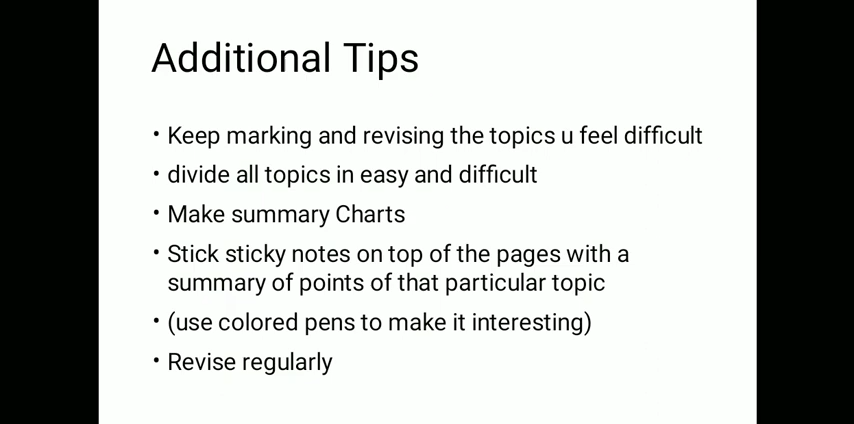 Additional Tips
• Keep marking and revising the topics u feel difficult
• divide all topics in easy and difficult
• Make summary Charts
• Stick sticky notes on top of the pages with a
summary of points of that particular topic
• (use colored pens to make it interesting)
• Revise regularly